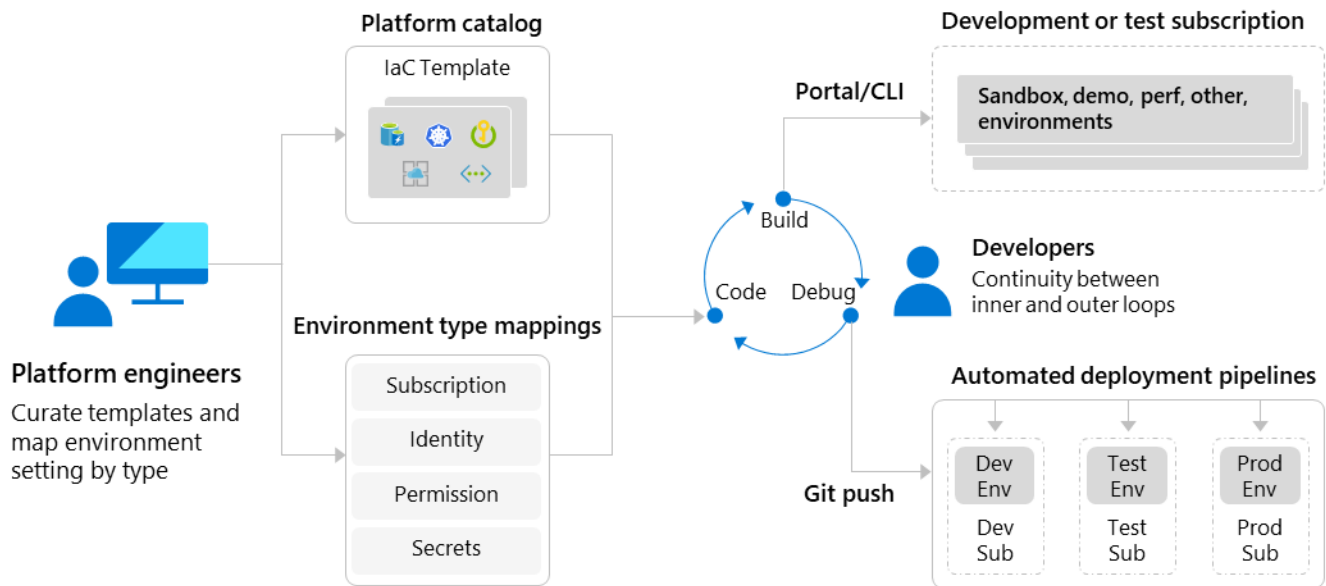 Platform catalog
IaC Template
Platform engineers
Curate templates and
map environment
setting by type
Environment type mappings
Subscription
Identity
Permission
Secrets
Build
Code
Debug
Portal/CLI
Development or test subscription
Sandbox, demo, perf, other,
environments
Developers
Continuity between
inner and outer loops
Git push
Automated deployment pipelines
Dev
Env
Dev
Sub
Test
Env
Test
Sub
Prod
Env
Prod
Sub